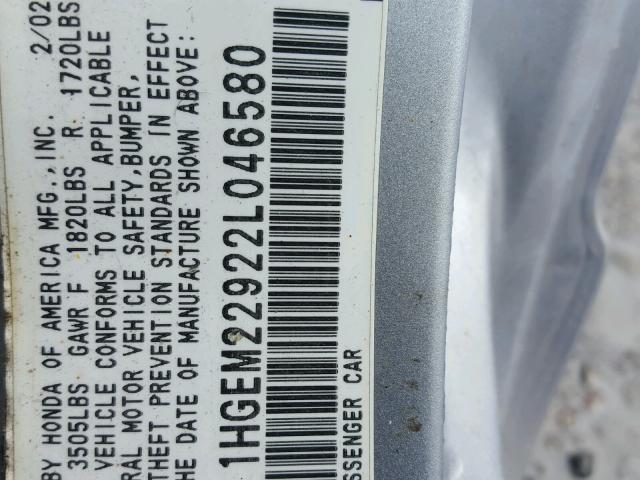 BY HONDA OF AMERICA MFG.,INC. 2/02
3505LBS GAWR F 1820LBS R 1720LBS
VEHICLE CONFORMS TO ALL APPLICABLE
RAL MOTOR VEHICLE SAFETY,BUMPER,
THEFT PREVENTION STANDARDS IN EFFECT
HE DATE OF MANUFACTURE SHOWN ABOVE:
1HGEM22922L046580
SSENGER CAR